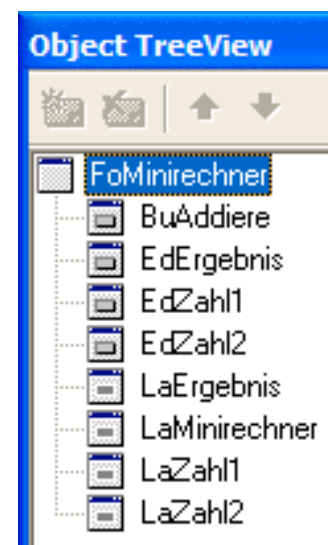 Object TreeView
FoMinirechner
BuAddiere
EdErgebnis
EdZahl1
EdZahl2
LaErgebnis
LaMinirechner
LaZahl1
LaZahl2